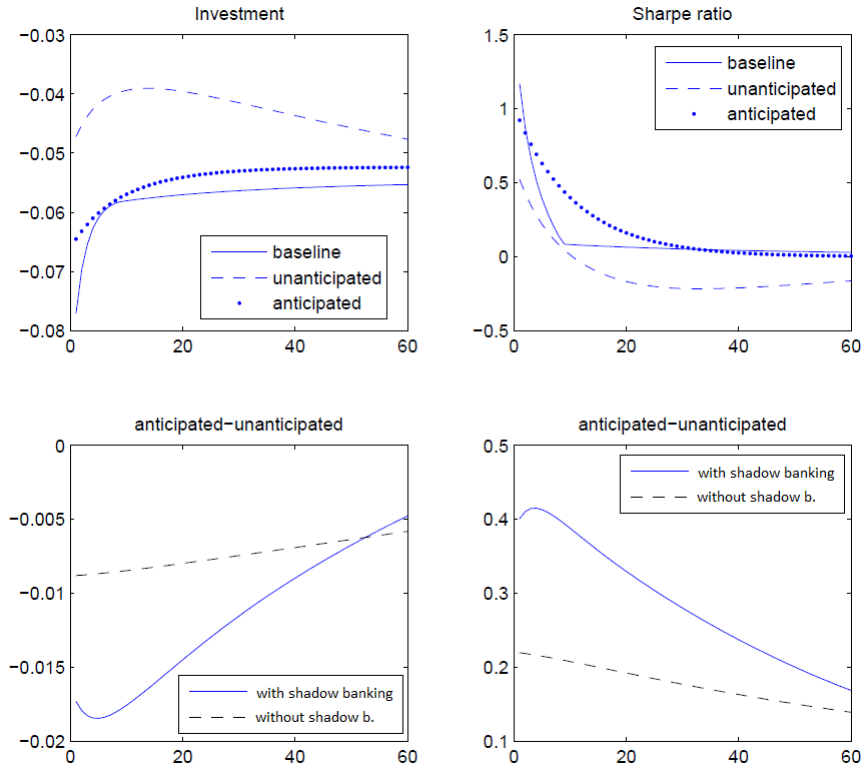 Investment
−0.03
−0.04
−0.05
−0.06
−0.07
−0.08
0
20
40
60
baseline
unanticipated
anticipated
Sharpe ratio
1.5
1
0.5
0
−0.5
0
20
40
60
baseline
unanticipated
anticipated
anticipated−unanticipated
0
−0.005
−0.01
−0.015
−0.02
0
20
40
60
with shadow banking
without shadow b.
anticipated−unanticipated
0.5
0.4
0.3
0.2
0.1
0
20
40
60
with shadow banking
without shadow b.